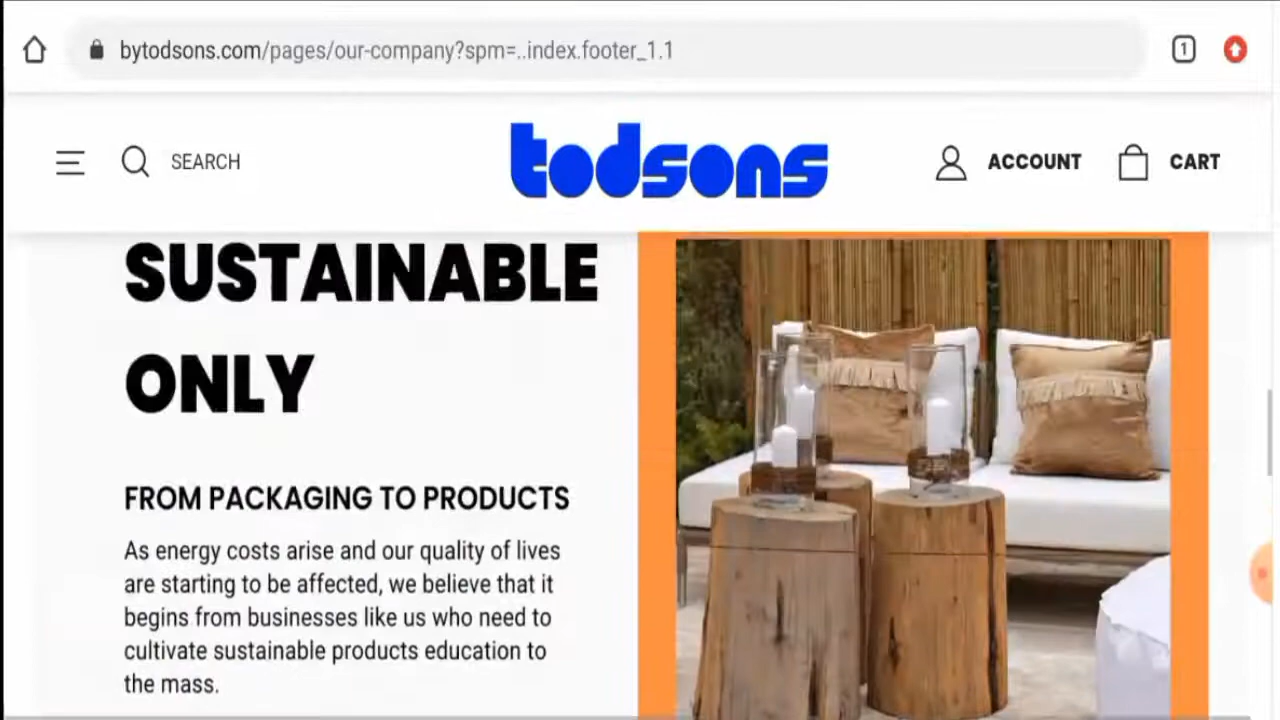 bytodsons.com/pages/our-company?spm=..index.footer_1.1
1
SEARCH
todsons
ACCOUNT
CART
SUSTAINABLE
ONLY
FROM PACKAGING TO PRODUCTS
As energy costs arise and our quality of lives
are starting to be affected, we believe that it
begins from businesses like us who need to
cultivate sustainable products education to
the mass.